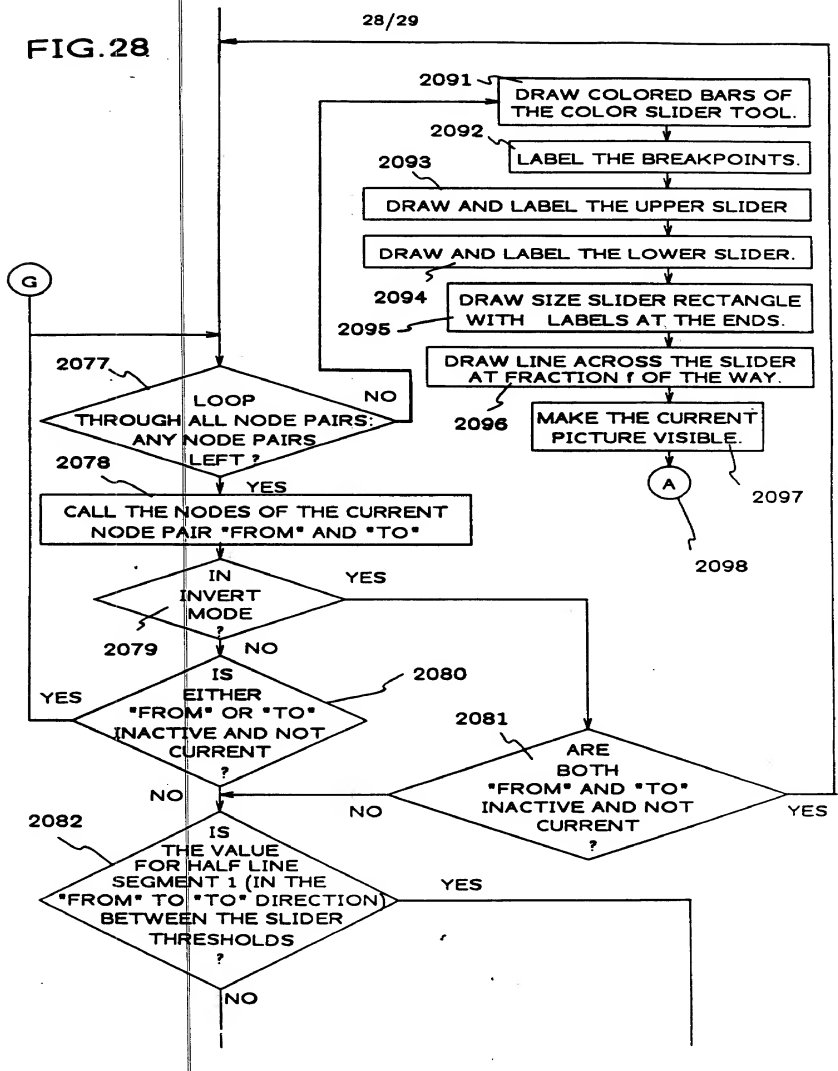 28/29
FIG.28
2091
DRAW COLORED BARS OF
THE COLOR SLIDER TOOL.
2092
LABEL THE BREAKPOINTS.
2093
DRAW AND LABEL THE UPPER SLIDER
DRAW AND LABEL THE LOWER SLIDER.
2094
DRAW SIZE SLIDER RECTANGLE
WITH LABELS AT THE ENDS.
2095
DRAW LINE ACROSS THE SLIDER
AT FRACTION f OF THE WAY.
2096
MAKE THE CURRENT
PICTURE VISIBLE.
2097
A
2098
G
2077
LOOP
THROUGH ALL NODE PAIRS:
ANY NODE PAIRS
LEFT ?
NO
YES
2078
CALL THE NODES OF THE CURRENT
NODE PAIR "FROM" AND "TO"
IN
INVERT
MODE
?
2079
YES
NO
IS
EITHER
"FROM" OR "TO"
INACTIVE AND NOT
CURRENT
?
2080
YES
NO
2081
ARE
BOTH
"FROM" AND "TO"
INACTIVE AND NOT
CURRENT
?
NO
YES
2082
IS
THE VALUE
FOR HALF LINE
SEGMENT 1 (IN THE
"FROM" TO "TO" DIRECTION)
BETWEEN THE SLIDER
THRESHOLDS
?
YES
NO